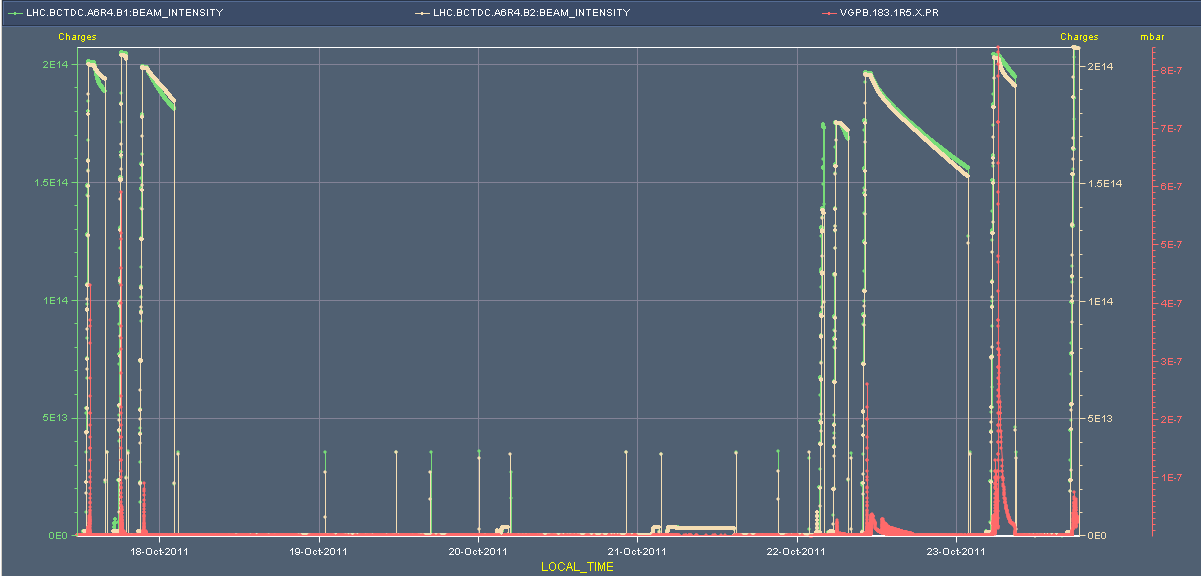 LHC.BCTDC.A6R4.B1:BEAM_INTENSITY LHC.BCTDC.A6R4.B2:BEAM_INTENSITY VGPB.183.1R5.X.PR
Charges Charges mbar
2E14 2E14 8E-7
7E-7
1.5E14 1.5E14 6E-7
5E-7
1E14 1E14 4E-7
3E-7
5E13 5E13 2E-7
1E-7
0E0 0E0
18-Oct-2011 19-Oct-2011 20-Oct-2011 21-Oct-2011 22-Oct-2011 23-Oct-2011
LOCAL_TIME